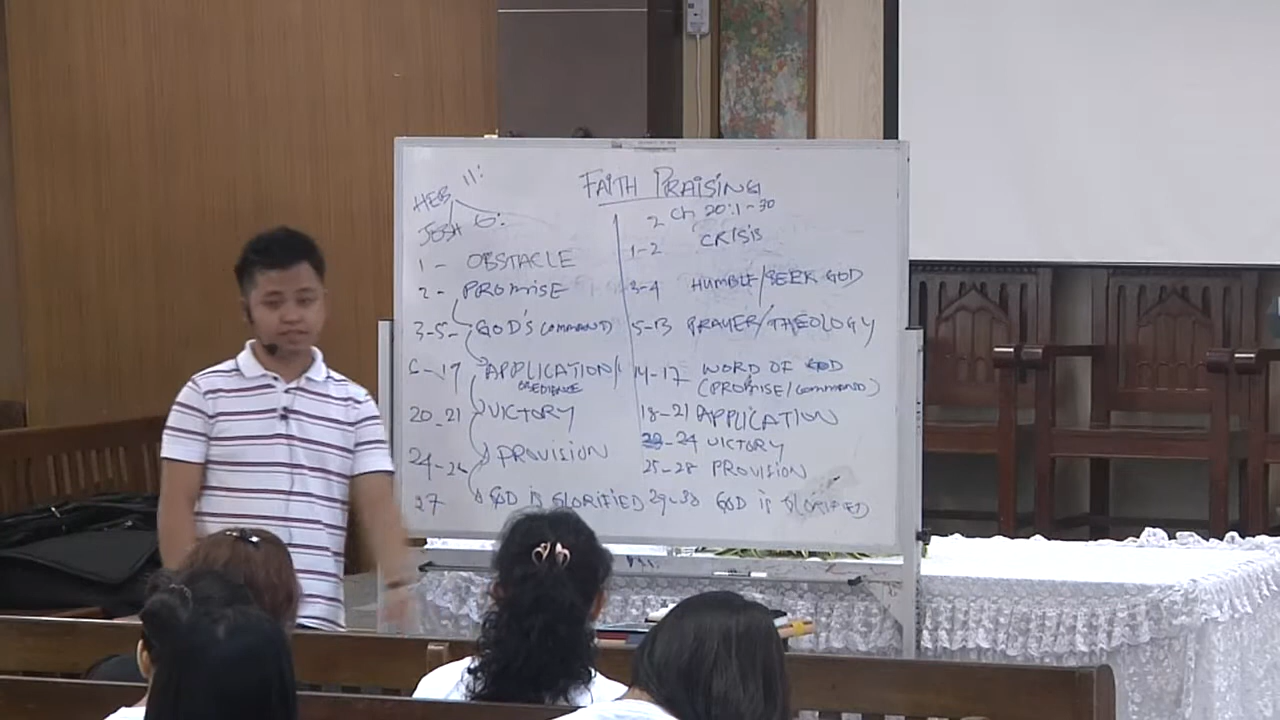 FAITH PRAISING
HEB 11:
JOSH 6:
1 - OBSTACLE
2 - PROMISE
3-5 - GOD'S COMMAND
6-19 APPLICATION/
OBEDIENCE
20-21 VICTORY
24-26 PROVISION
27 GOD IS GLORIFIED
2 Ch 20:1-30
1-2 CRISIS
3-4 HUMBLE/SEEK GOD
5-13 PRAYER/THEOLOGY
14-17 WORD OF GOD
(PROMISE/COMMAND)
18-21 APPLICATION
22-24 VICTORY
25-28 PROVISION
29-30 GOD IS GLORIFIED